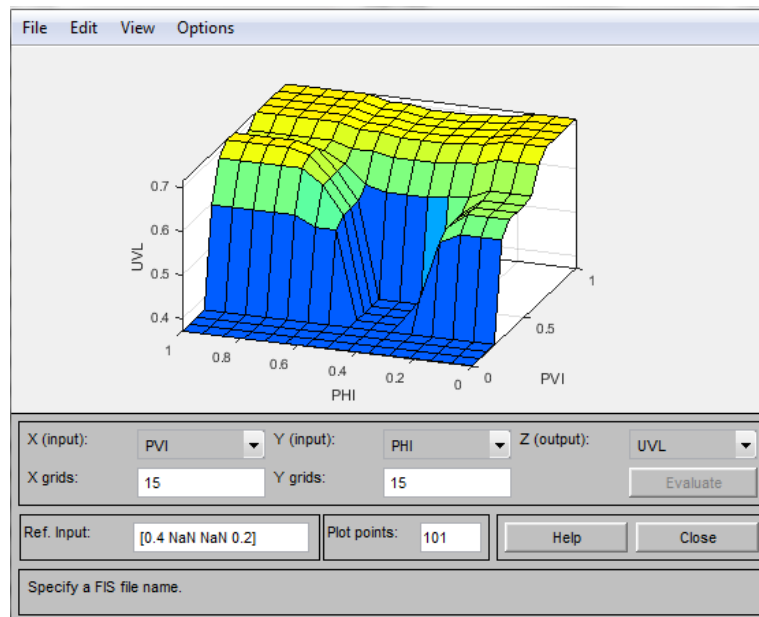 File Edit View Options
0.7
0.6
0.5
0.4
UVL
1
0.8
0.6
0.4
0.2
0
PHI
0
0.5
1
PVI
X (input): PVI Y (input): PHI Z (output): UVL
X grids: 15 Y grids: 15 Evaluate
Ref. Input: [0.4 NaN NaN 0.2] Plot points: 101 Help Close
Specify a FIS file name.